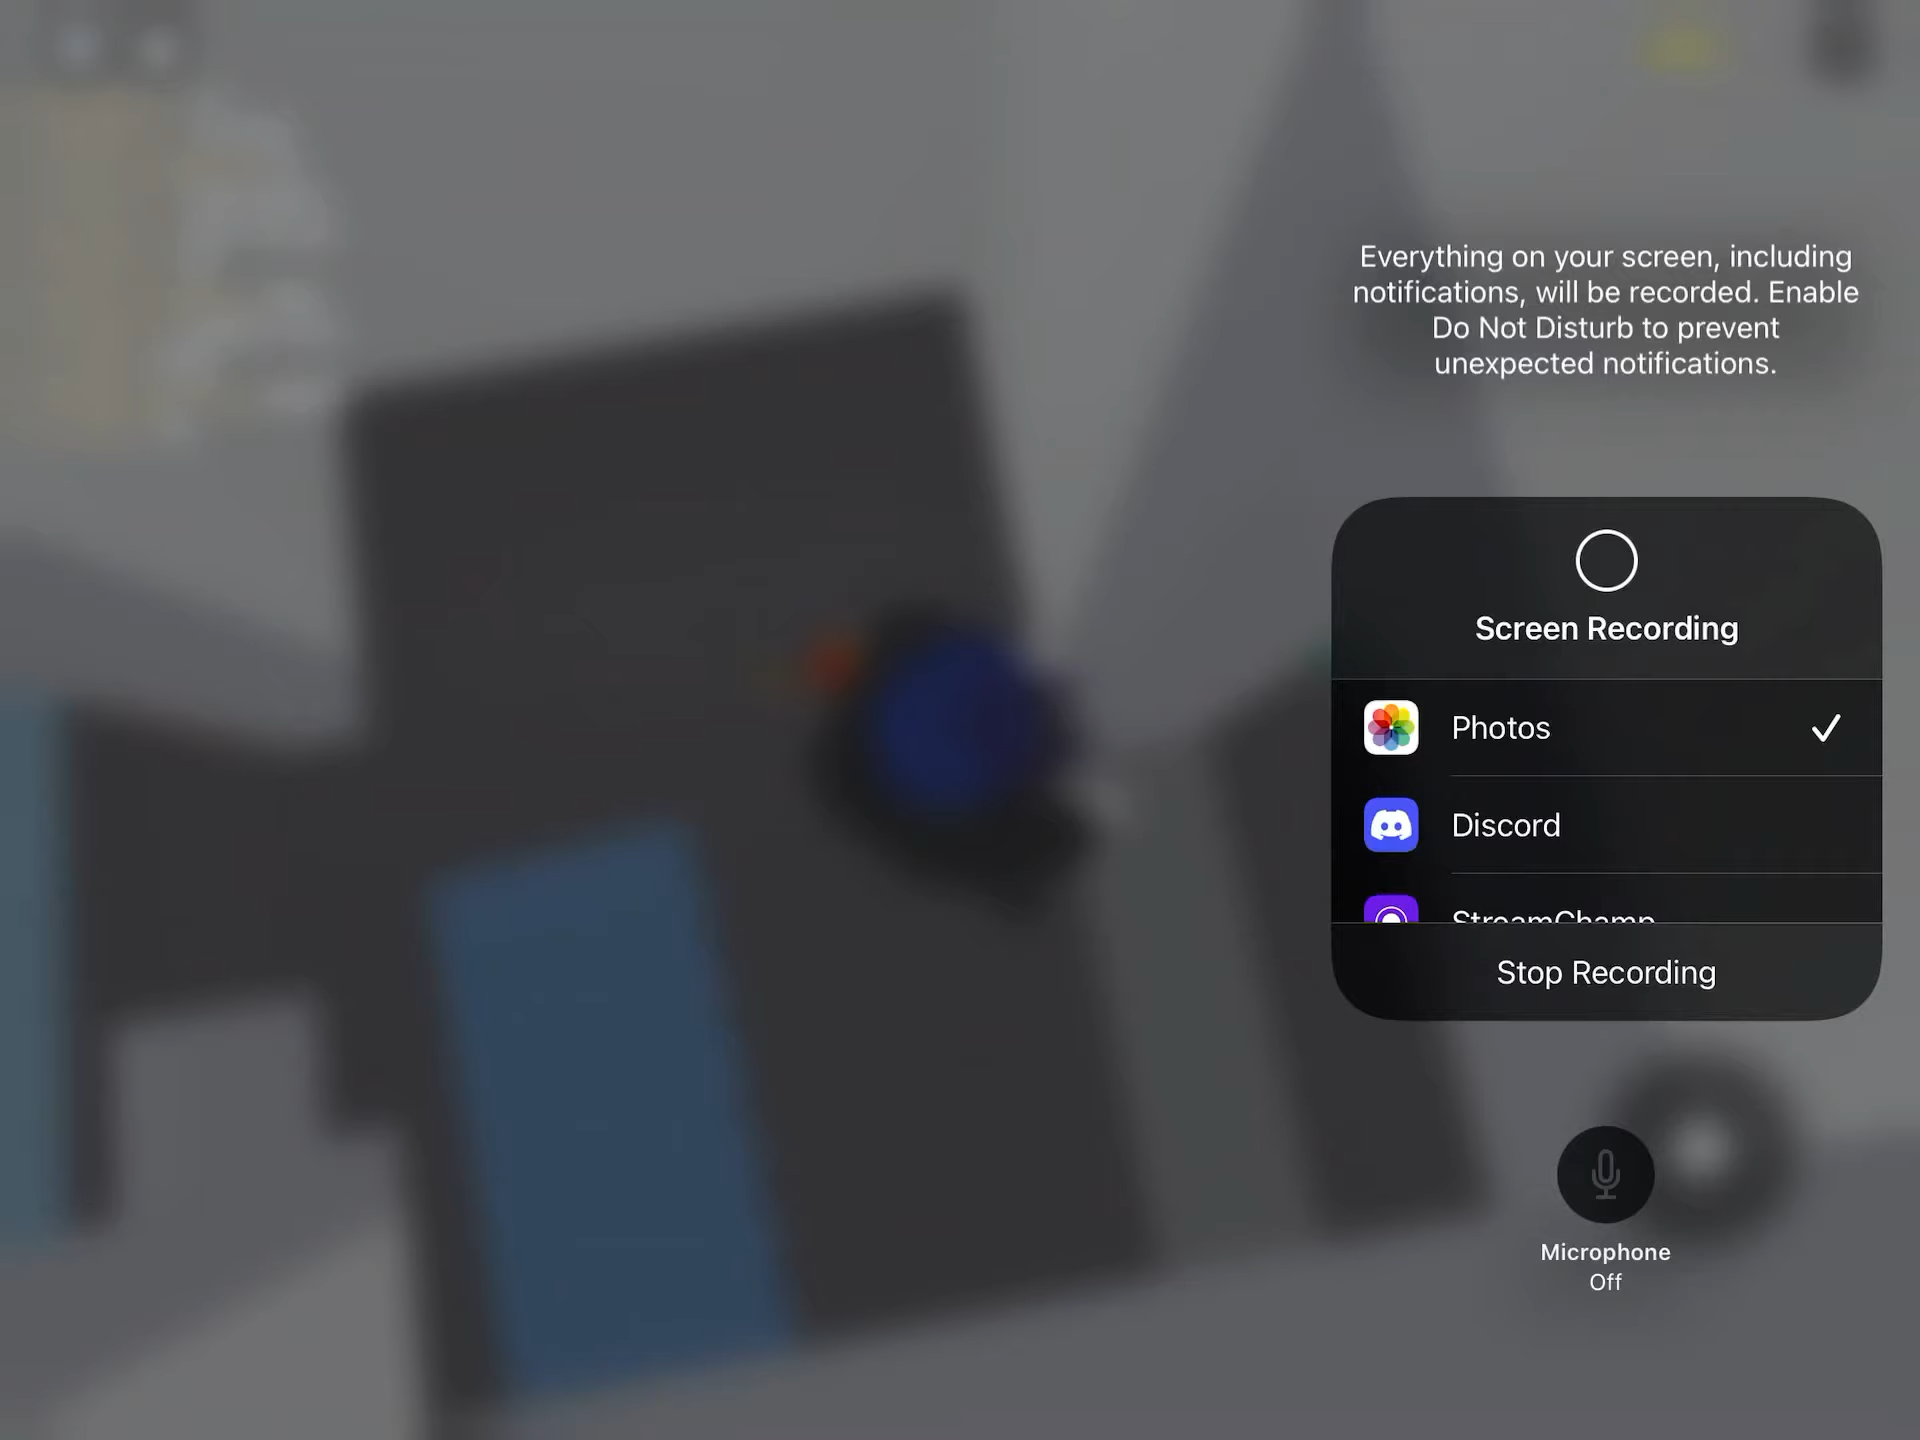 Everything on your screen, including
notifications, will be recorded. Enable
Do Not Disturb to prevent
unexpected notifications.
Screen Recording
Photos
Discord
StreamChamp
Stop Recording
Microphone
Off